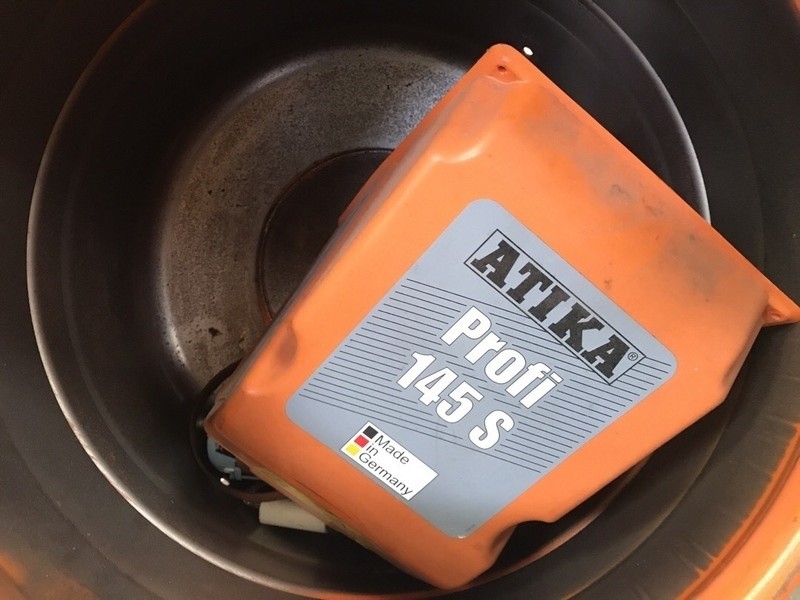 ATIKA®
Profi
145 S
Made
in
Germany